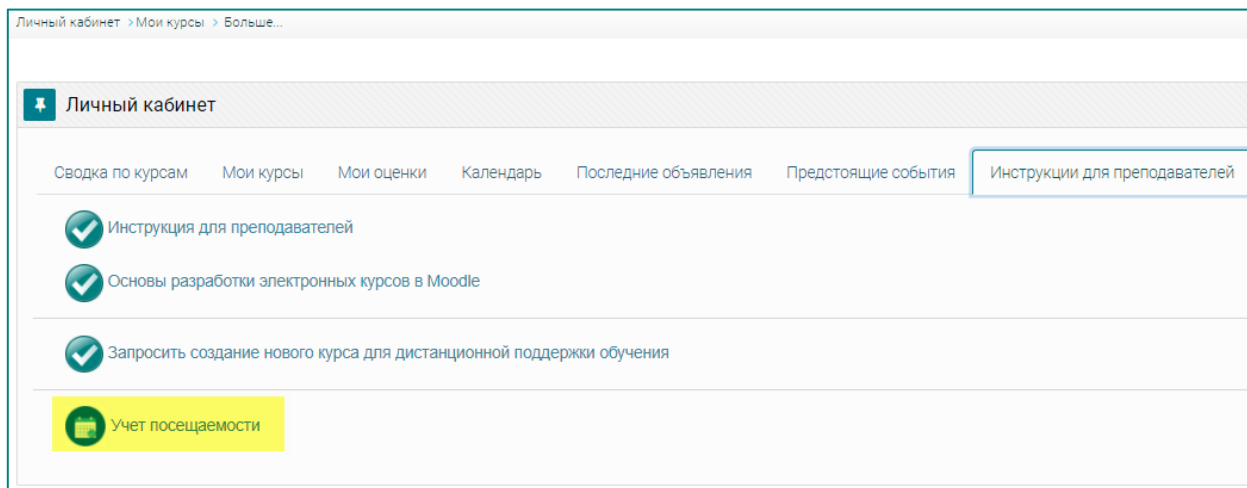 Личный кабинет > Мои курсы > Больше...
Личный кабинет
Сводка по курсам Мои курсы Мои оценки Календарь Последние объявления Предстоящие события Инструкции для преподавателей
Инструкция для преподавателей
Основы разработки электронных курсов в Moodle
Запросить создание нового курса для дистанционной поддержки обучения
Учет посещаемости